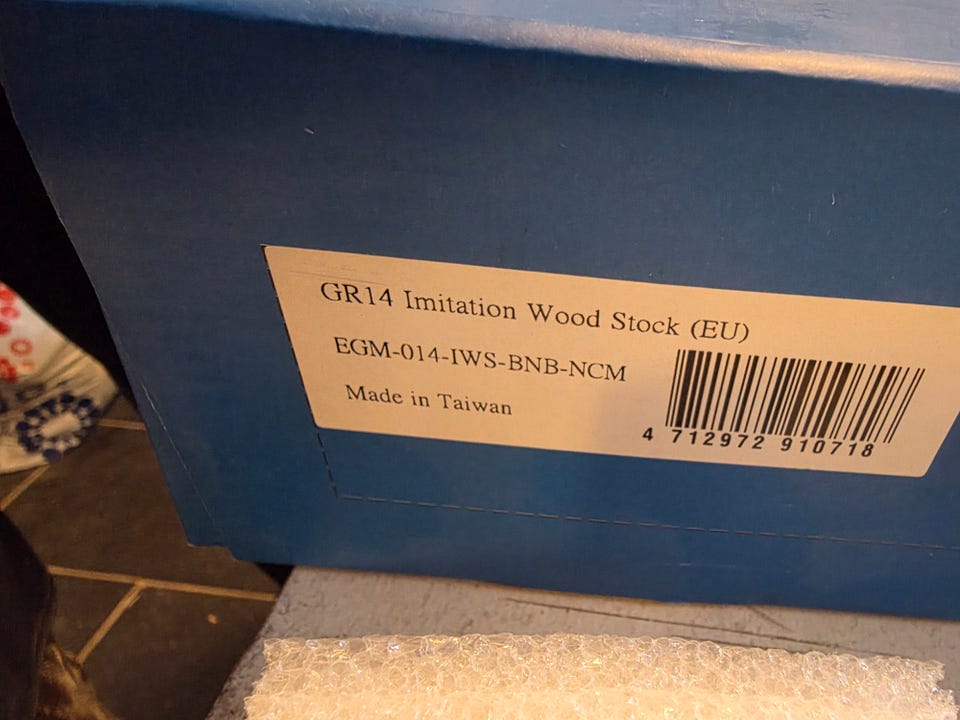 GR14 Imitation Wood Stock (EU)
EGM-014-IWS-BNB-NCM
Made in Taiwan
4 712972 910718